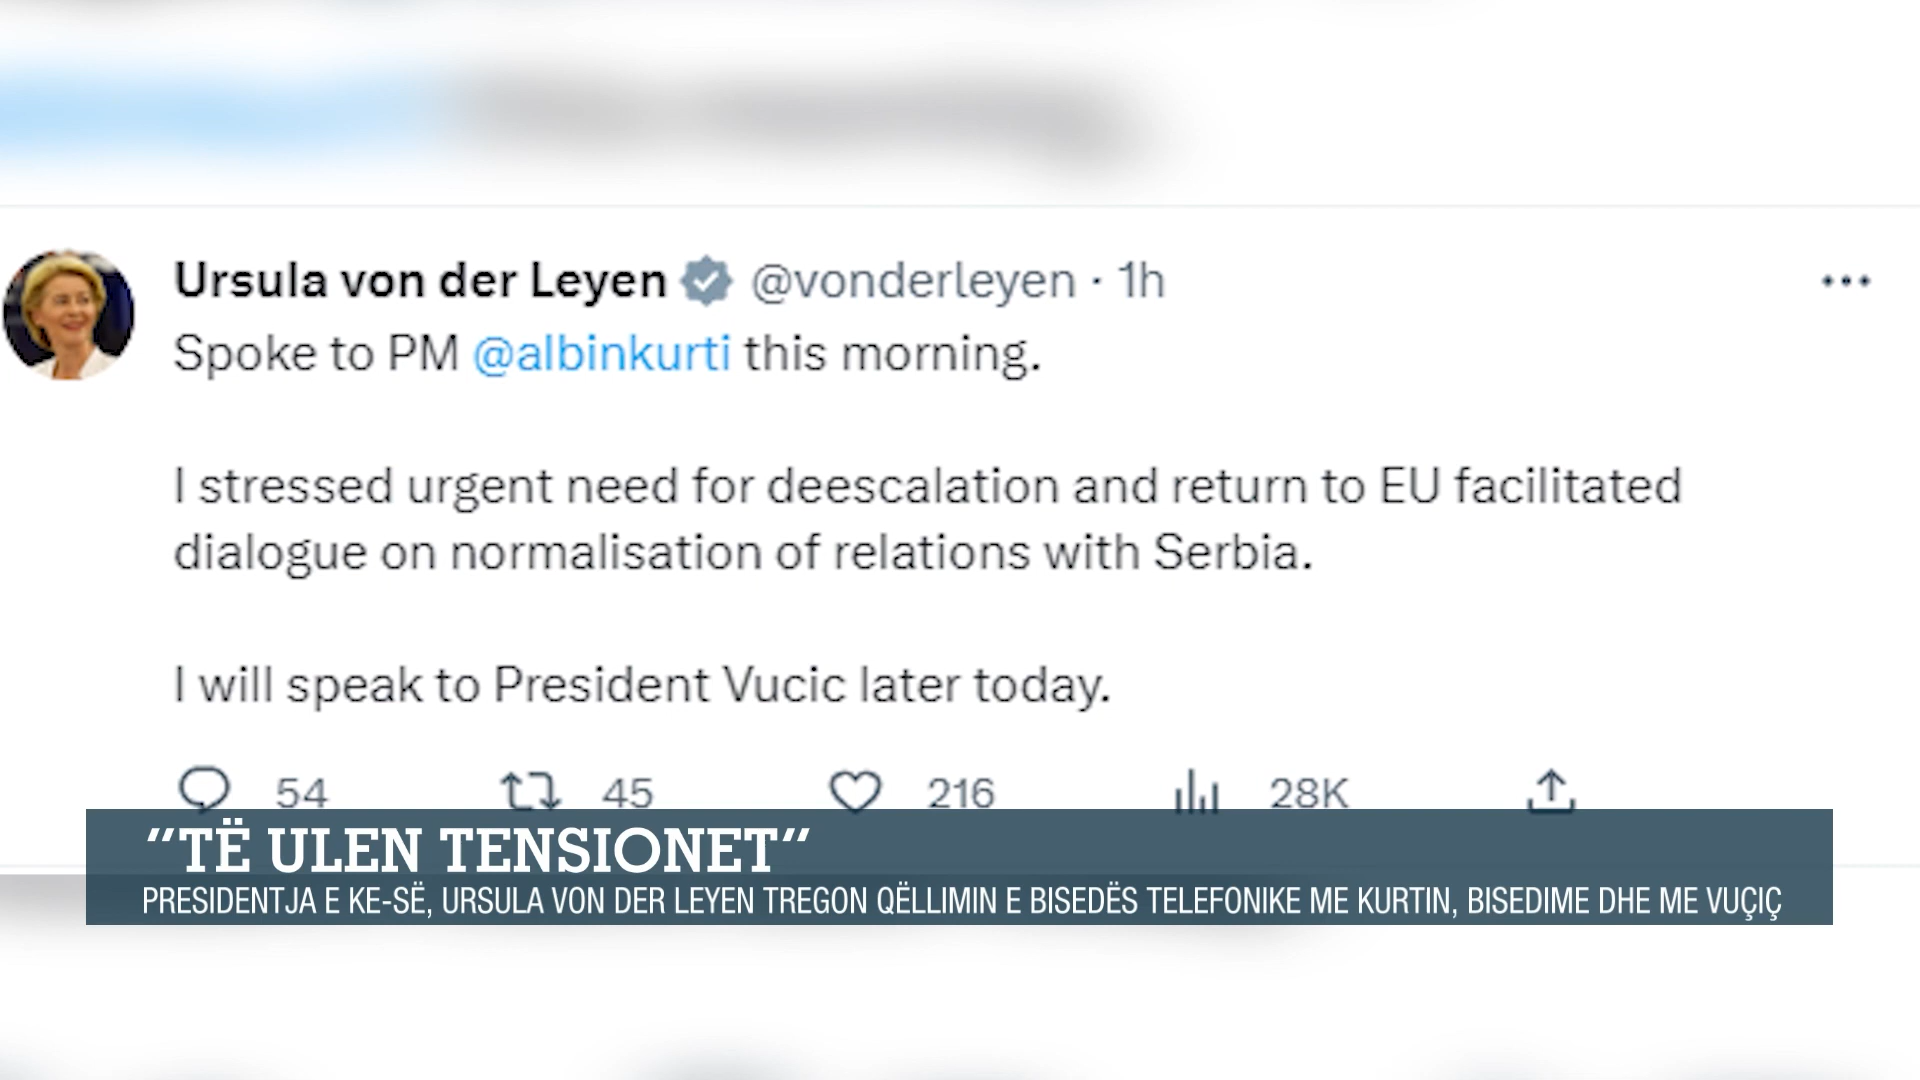 Ursula von der Leyen @vonderleyen · 1h
Spoke to PM @albinkurti this morning.
I stressed urgent need for deescalation and return to EU facilitated
dialogue on normalisation of relations with Serbia.
I will speak to President Vucic later today.
54 45 216 28K
“TË ULEN TENSIONET”
PRESIDENTJA E KE-SË, URSULA VON DER LEYEN TREGON QËLLIMIN E BISEDËS TELEFONIKE ME KURTIN, BISEDIME DHE ME VUÇIÇ